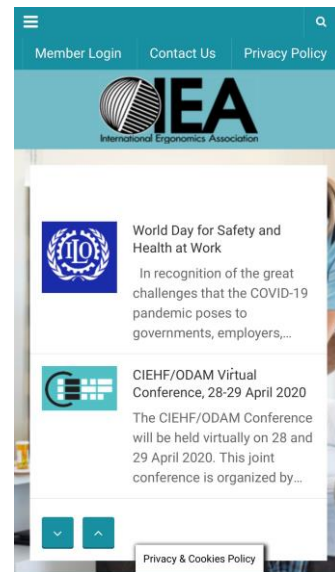 Member Login Contact Us Privacy Policy
IEA
International Ergonomics Association
ILO
World Day for Safety and
Health at Work
In recognition of the great
challenges that the COVID-19
pandemic poses to
governments, employers,...
CIEHF/ODAM Virtual
Conference, 28-29 April 2020
The CIEHF/ODAM Conference
will be held virtually on 28 and
29 April 2020. This joint
conference is organized by...
Privacy & Cookies Policy